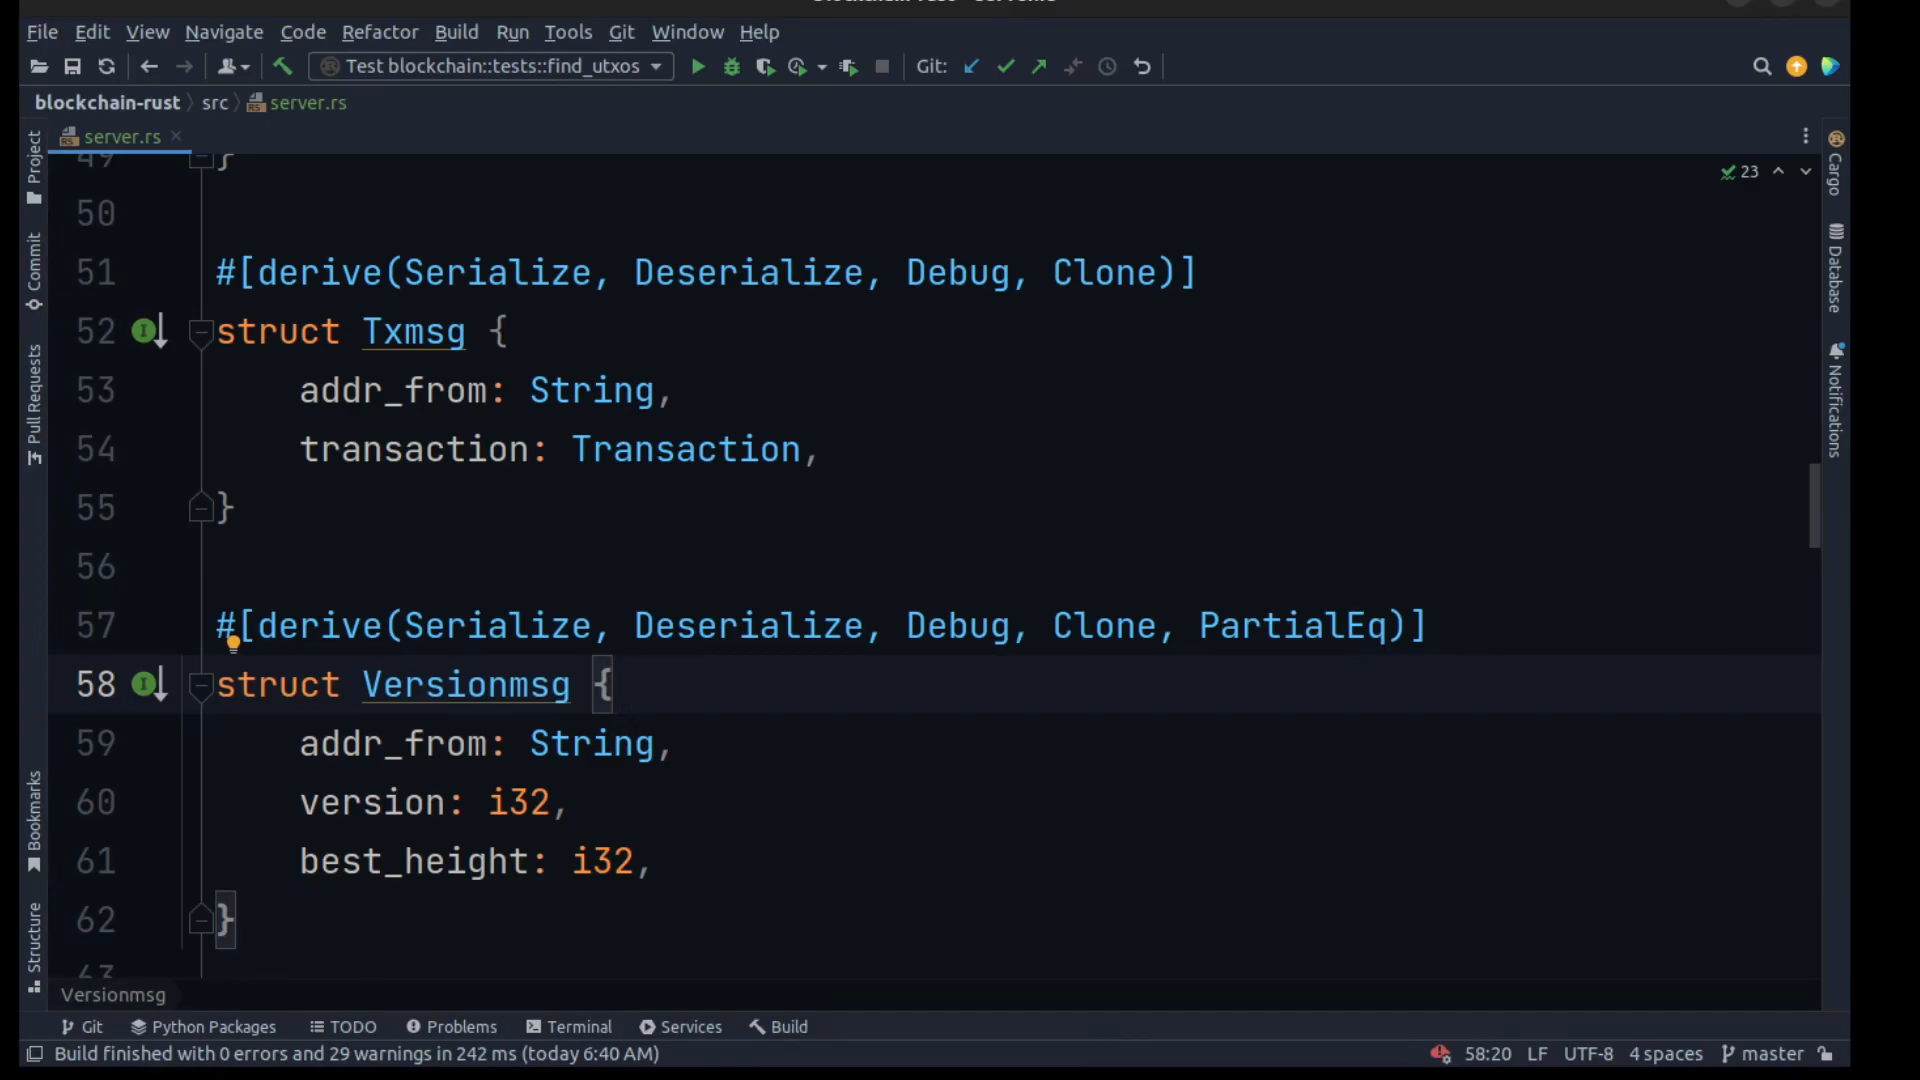 File Edit View Navigate Code Refactor Build Run Tools Git Window Help
Test blockchain::tests::find_utxos Git:
blockchain-rust src server.rs
server.rs
23
49 }
50
51 #[derive(Serialize, Deserialize, Debug, Clone)]
52 struct Txmsg {
53 addr_from: String,
54 transaction: Transaction,
55 }
56
57 #[derive(Serialize, Deserialize, Debug, Clone, PartialEq)]
58 struct Versionmsg {
59 addr_from: String,
60 version: i32,
61 best_height: i32,
62 }
63
Versionmsg
Project
Commit
Pull Requests
Bookmarks
Structure
Cargo
Database
Notifications
Git Python Packages TODO Problems Terminal Services Build
Build finished with 0 errors and 29 warnings in 242 ms (today 6:40 AM) 58:20 LF UTF-8 4 spaces master